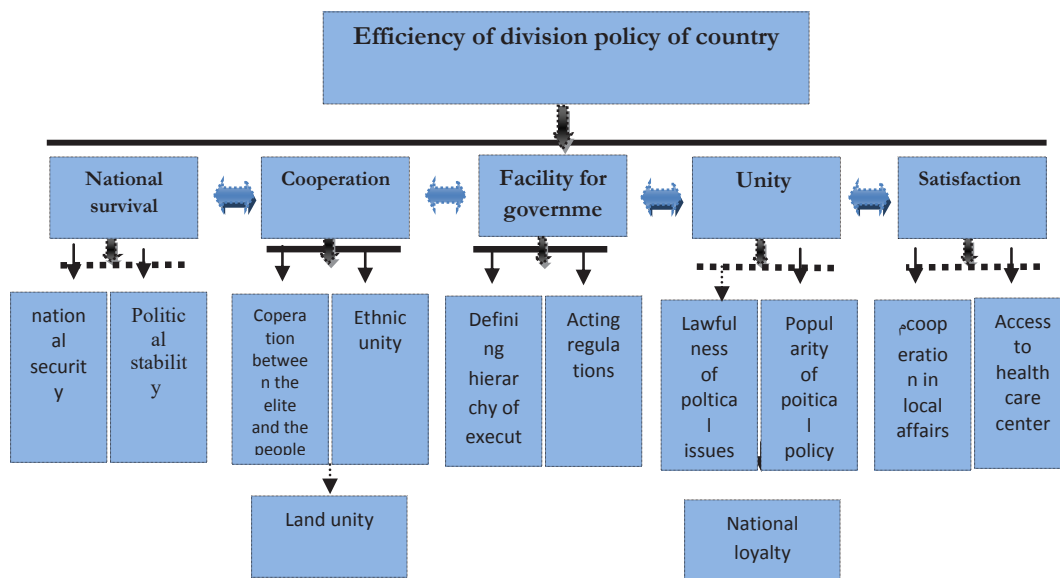 Efficiency of division policy of country
National
survival
Cooperation
Facility for
governme
Unity
Satisfaction
nation
al
securit
y
Politic
al
stabilit
y
Copera
tion
betwee
n the
elite
and the
people
Ethnic
unity
Defini
ng
hierar
chy of
execut
Acting
regula
tions
Lawful
ness
of
poltica
l
issues
Popul
arity
of
poitica
l
policy
مcoop
eratio
n in
local
affairs
Access
to
health
care
center
Land unity
National
loyalty